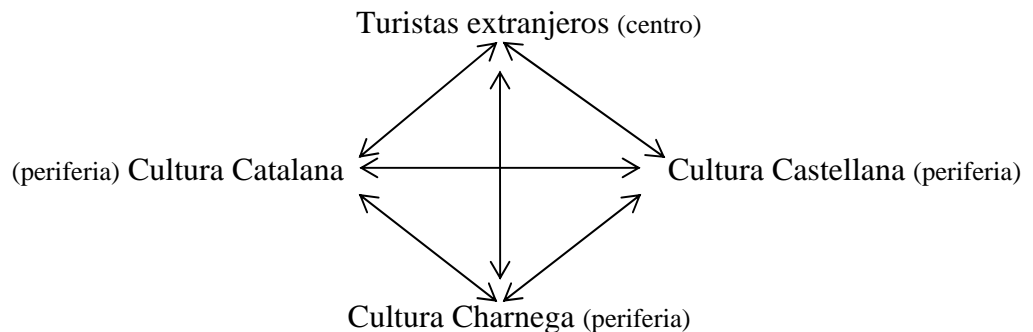 Turistas extranjeros (centro)
(periferia) Cultura Catalana
Cultura Castellana (periferia)
Cultura Charnega (periferia)